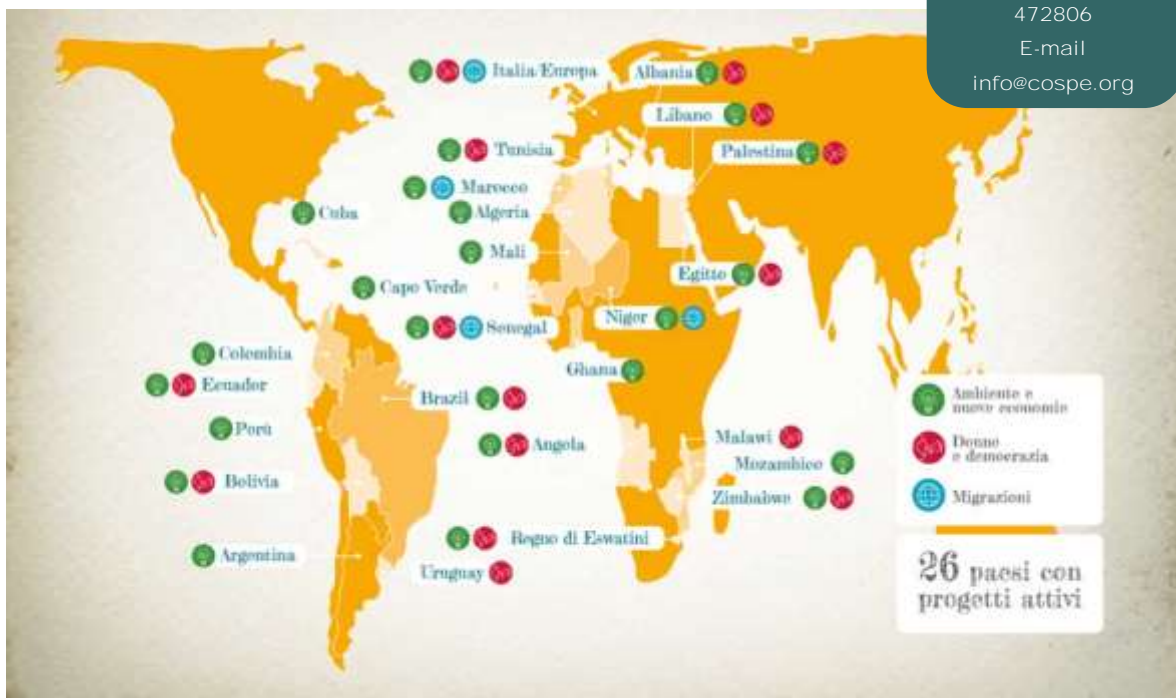 472806
E-mail
info@cospe.org
Italia/Europa
Albania
Libano
Tunisia
Palestina
Marocco
Cuba
Algeria
Mali
Egitto
Capo Verde
Niger
Senegal
Colombia
Ghana
Ecuador
Brazil
Perù
Angola
Malawi
Mozambico
Bolivia
Zimbabwe
Regno di Eswatini
Argentina
Uruguay
Ambiente e
nuove economie
Donne
e democrazia
Migrazioni
26 paesi con
progetti attivi